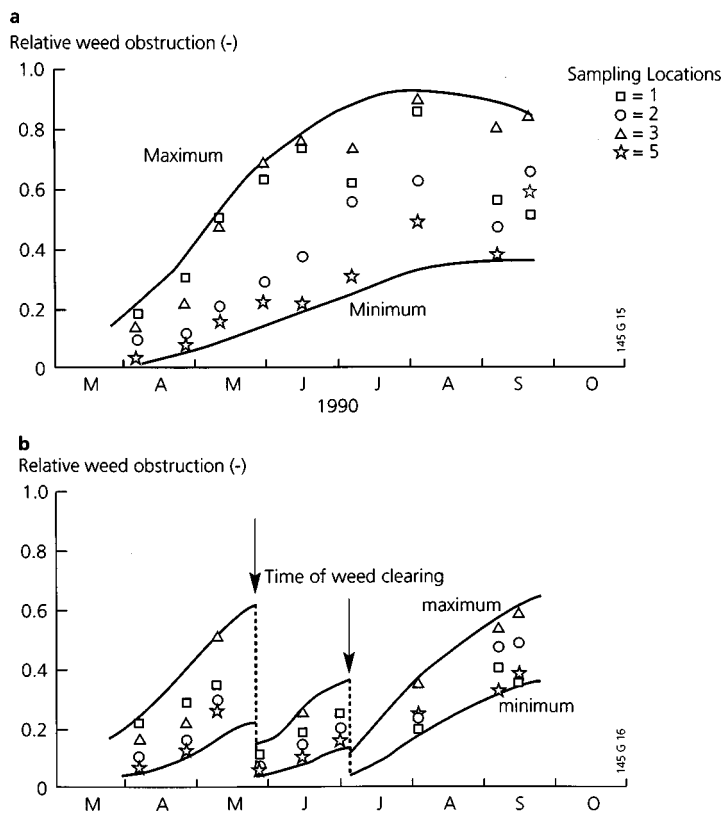 a
Relative weed obstruction (-)
Sampling Locations
□ = 1
○ = 2
△ = 3
☆ = 5
1.0
0.8
0.6
0.4
0.2
0
Maximum
Minimum
145 G 15
M A M J J A S O
1990
b
Relative weed obstruction (-)
1.0
0.8
0.6
0.4
0.2
0
Time of weed clearing
maximum
minimum
145 G 16
M A M J J A S O